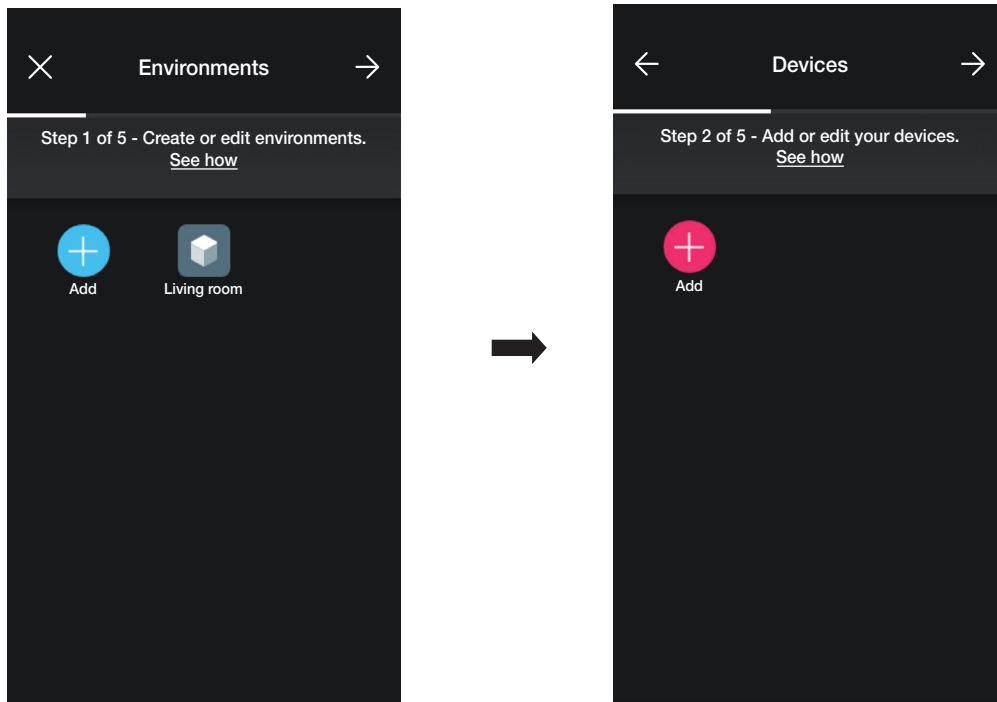 Environments
Step 1 of 5 - Create or edit environments.
See how
Add
Living room
Devices
Step 2 of 5 - Add or edit your devices.
See how
Add